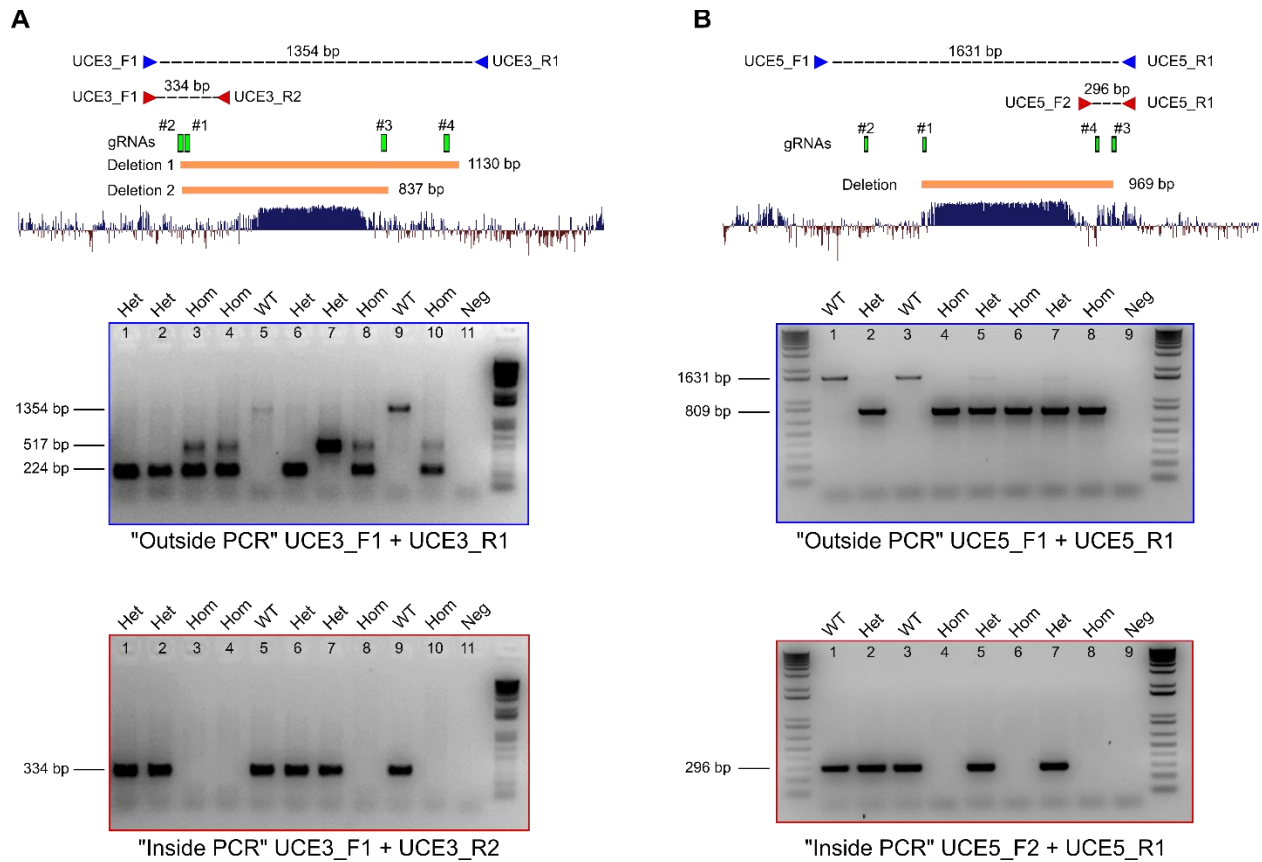 A
UCE3_F1 1354 bp UCE3_R1
334 bp
UCE3_F1 UCE3_R2
#2 #1 #3 #4
gRNAs
Deletion 1 1130 bp
Deletion 2 837 bp
Het Het Hom Hom WT Het Het Hom WT Hom Neg
1 2 3 4 5 6 7 8 9 10 11
1354 bp
517 bp
224 bp
"Outside PCR" UCE3_F1 + UCE3_R1
Het Het Hom Hom WT Het Het Hom WT Hom Neg
1 2 3 4 5 6 7 8 9 10 11
334 bp
"Inside PCR" UCE3_F1 + UCE3_R2
B
UCE5_F1 1631 bp UCE5_R1
296 bp
UCE5_F2 UCE5_R1
#2 #1 #4 #3
gRNAs
Deletion 969 bp
WT Het WT Hom Het Hom Het Hom Neg
1 2 3 4 5 6 7 8 9
1631 bp
809 bp
"Outside PCR" UCE5_F1 + UCE5_R1
WT Het WT Hom Het Hom Het Hom Neg
1 2 3 4 5 6 7 8 9
296 bp
"Inside PCR" UCE5_F2 + UCE5_R1